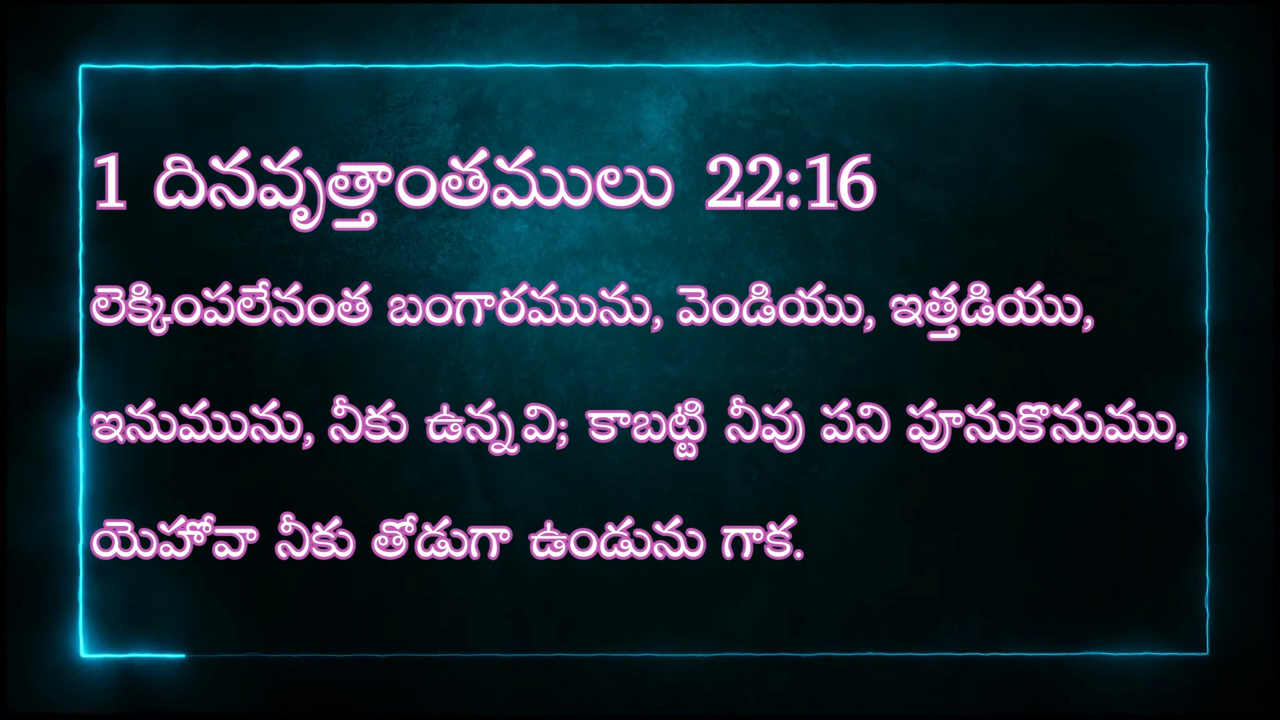 1 దినవృత్తాంతములు 22:16
లెక్కింపలేనంత బంగారమును, వెండియు, ఇత్తడియు,
ఇనుమును, నీకు ఉన్నవి; కాబట్టి నీవు పని పూనుకొనుము,
యెహోవా నీకు తోడుగా ఉండును గాక.